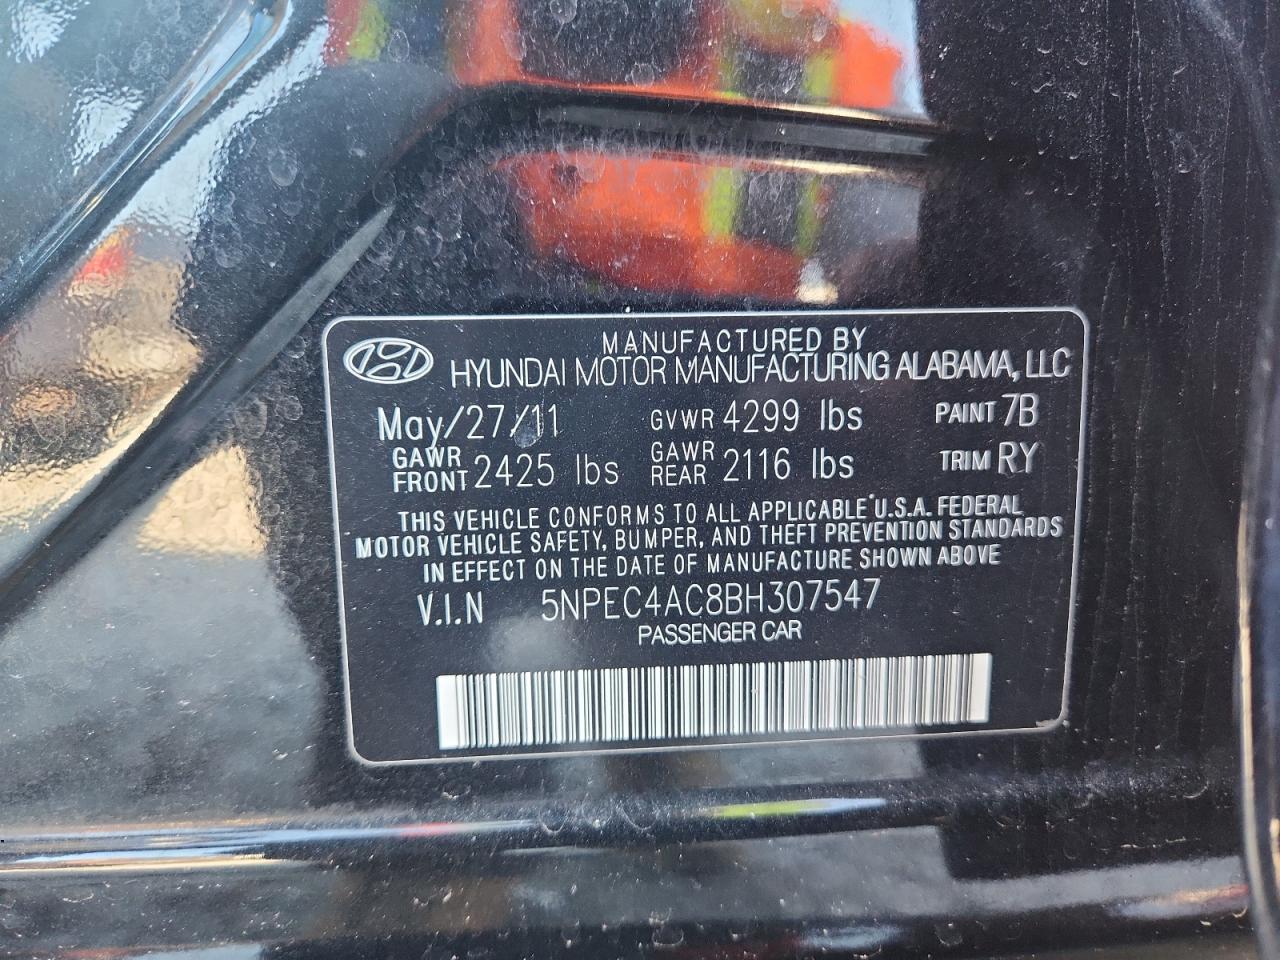 MANUFACTURED BY
HYUNDAI MOTOR MANUFACTURING ALABAMA, LLC
May/27/11 GVWR 4299 lbs PAINT 7B
GAWR FRONT 2425 lbs GAWR REAR 2116 lbs TRIM RY
THIS VEHICLE CONFORMS TO ALL APPLICABLE U.S.A. FEDERAL
MOTOR VEHICLE SAFETY, BUMPER, AND THEFT PREVENTION STANDARDS
IN EFFECT ON THE DATE OF MANUFACTURE SHOWN ABOVE
V.I.N 5NPEC4AC8BH307547
PASSENGER CAR